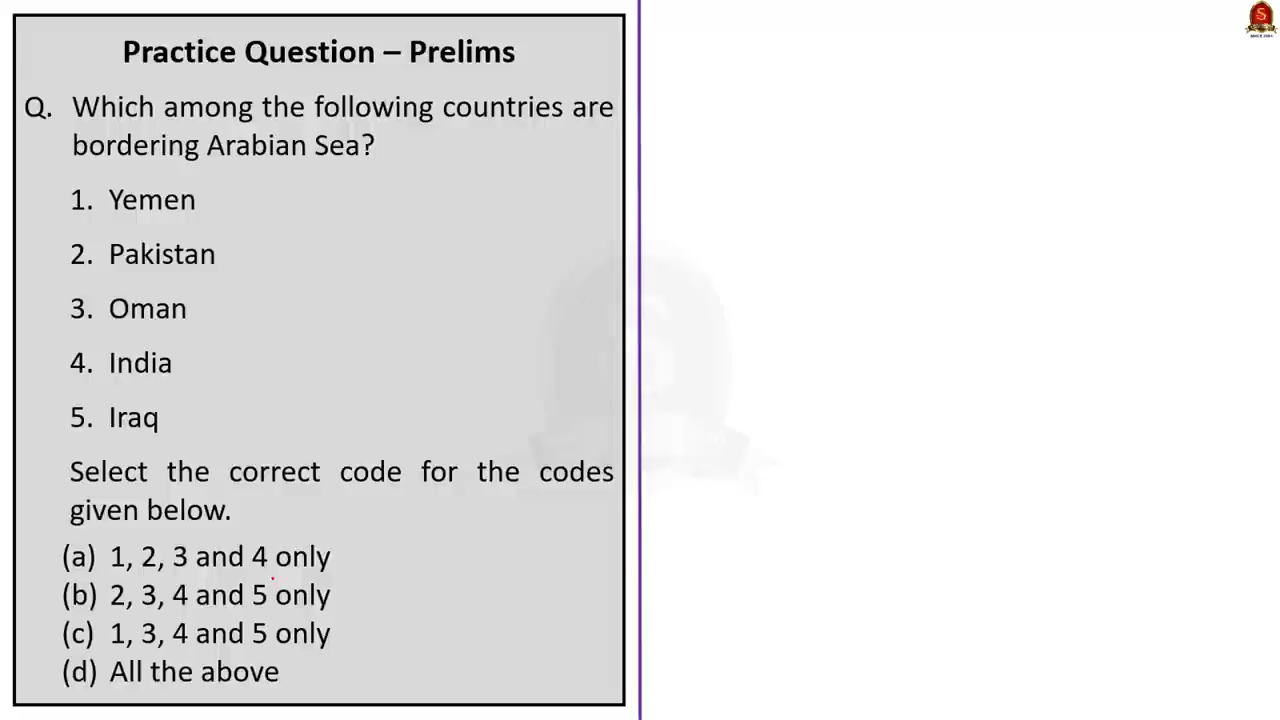 Practice Question – Prelims
Q. Which among the following countries are
bordering Arabian Sea?
1. Yemen
2. Pakistan
3. Oman
4. India
5. Iraq
Select the correct code for the codes
given below.
(a) 1, 2, 3 and 4 only
(b) 2, 3, 4 and 5 only
(c) 1, 3, 4 and 5 only
(d) All the above
S